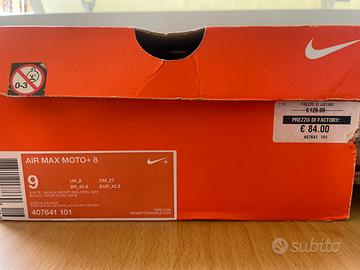 0-3
PREZZO DI LISTINO:
€ 120.00
PREZZO DI FACTORY:
€ 84.00
407641 101
AIR MAX MOTO+ 8
9
UK_8
CM_27
BR_40.5
EUR_42.5
407641 101
subito